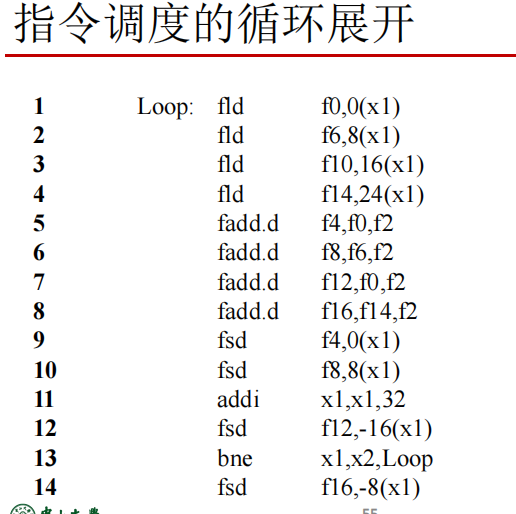 指令调度的循环展开
1 Loop: fld f0,0(x1)
2 fld f6,8(x1)
3 fld f10,16(x1)
4 fld f14,24(x1)
5 fadd.d f4,f0,f2
6 fadd.d f8,f6,f2
7 fadd.d f12,f0,f2
8 fadd.d f16,f14,f2
9 fsd f4,0(x1)
10 fsd f8,8(x1)
11 addi x1,x1,32
12 fsd f12,-16(x1)
13 bne x1,x2,Loop
14 fsd f16,-8(x1)